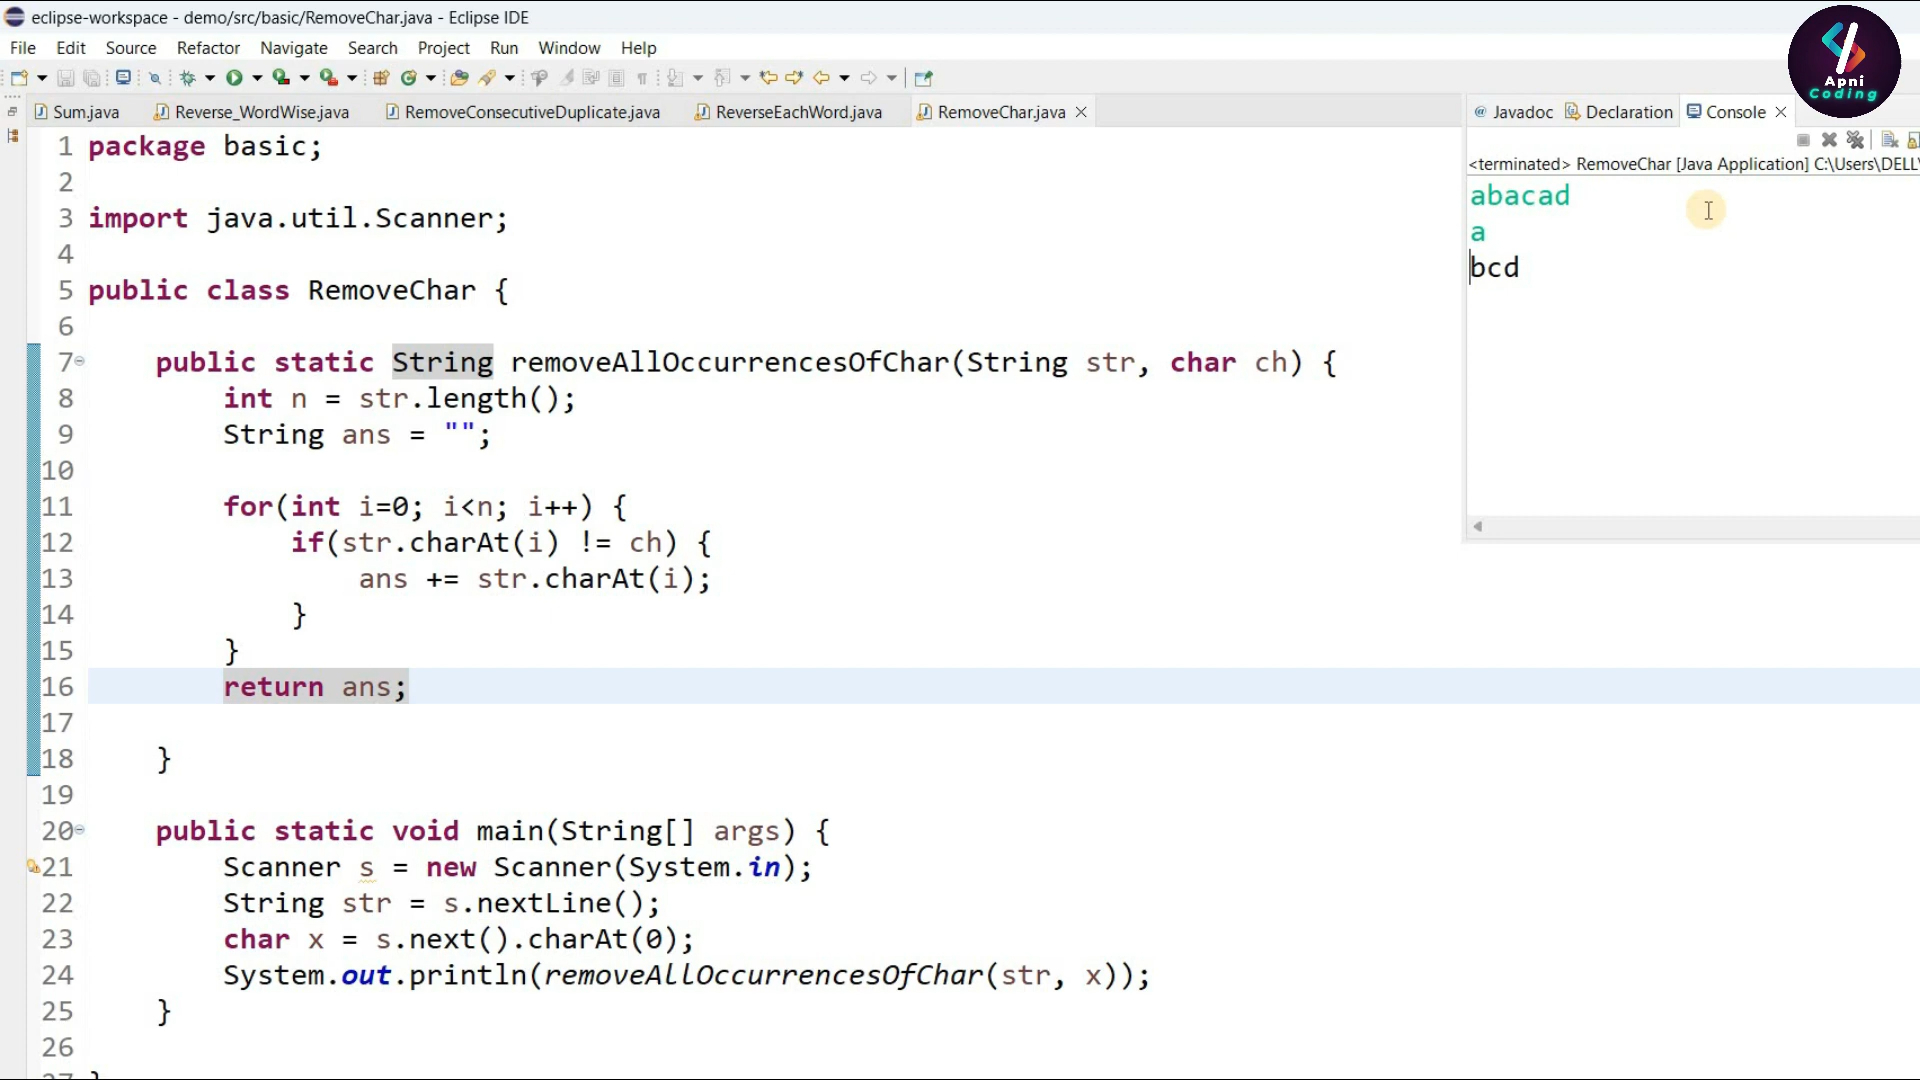 eclipse-workspace - demo/src/basic/RemoveChar.java - Eclipse IDE
File Edit Source Refactor Navigate Search Project Run Window Help
Apni
Coding
Sum.java Reverse_WordWise.java RemoveConsecutiveDuplicate.java ReverseEachWord.java RemoveChar.java
@ Javadoc Declaration Console
<terminated> RemoveChar [Java Application] C:\Users\DELL\
abacad
a
bcd
1 package basic;
2
3 import java.util.Scanner;
4
5 public class RemoveChar {
6
7 public static String removeAllOccurrencesOfChar(String str, char ch) {
8 int n = str.length();
9 String ans = "";
10
11 for(int i=0; i<n; i++) {
12 if(str.charAt(i) != ch) {
13 ans += str.charAt(i);
14 }
15 }
16 return ans;
17
18 }
19
20 public static void main(String[] args) {
21 Scanner s = new Scanner(System.in);
22 String str = s.nextLine();
23 char x = s.next().charAt(0);
24 System.out.println(removeAllOccurrencesOfChar(str, x));
25 }
26
27 }